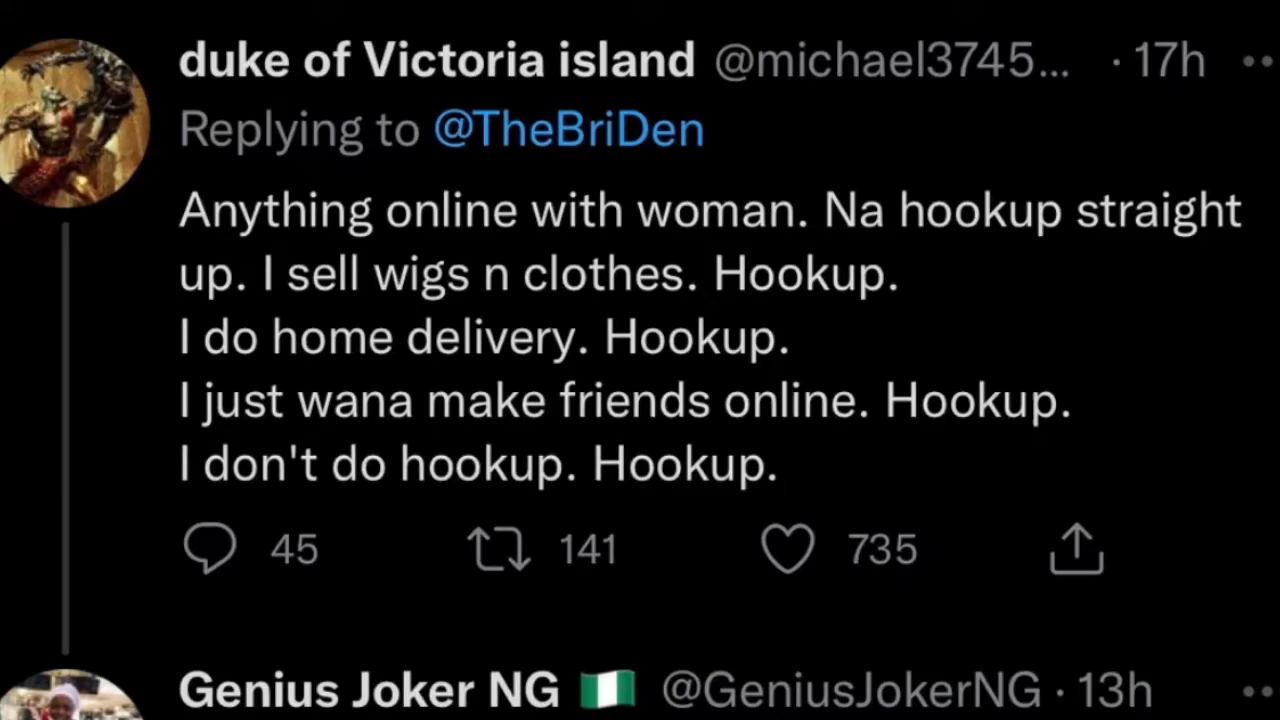 duke of Victoria island @michael3745... · 17h
Replying to @TheBriDen
Anything online with woman. Na hookup straight
up. I sell wigs n clothes. Hookup.
I do home delivery. Hookup.
I just wana make friends online. Hookup.
I don't do hookup. Hookup.
45 141 735
Genius Joker NG 🇳🇬 @GeniusJokerNG · 13h